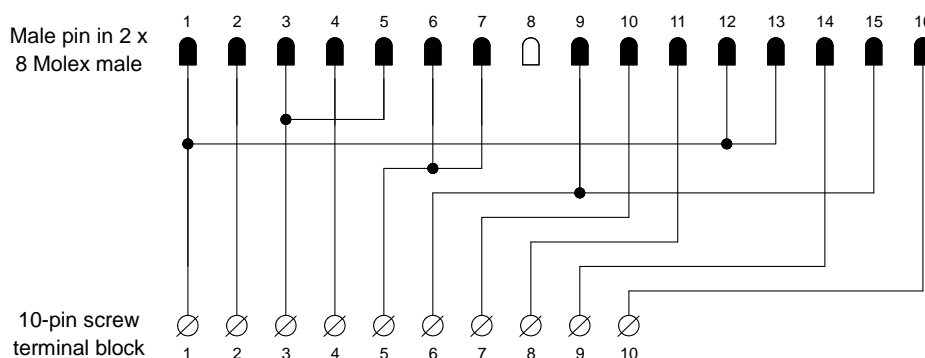 1 2 3 4 5 6 7 8 9 10 11 12 13 14 15 16
Male pin in 2 x
8 Molex male
10-pin screw
terminal block
1 2 3 4 5 6 7 8 9 10